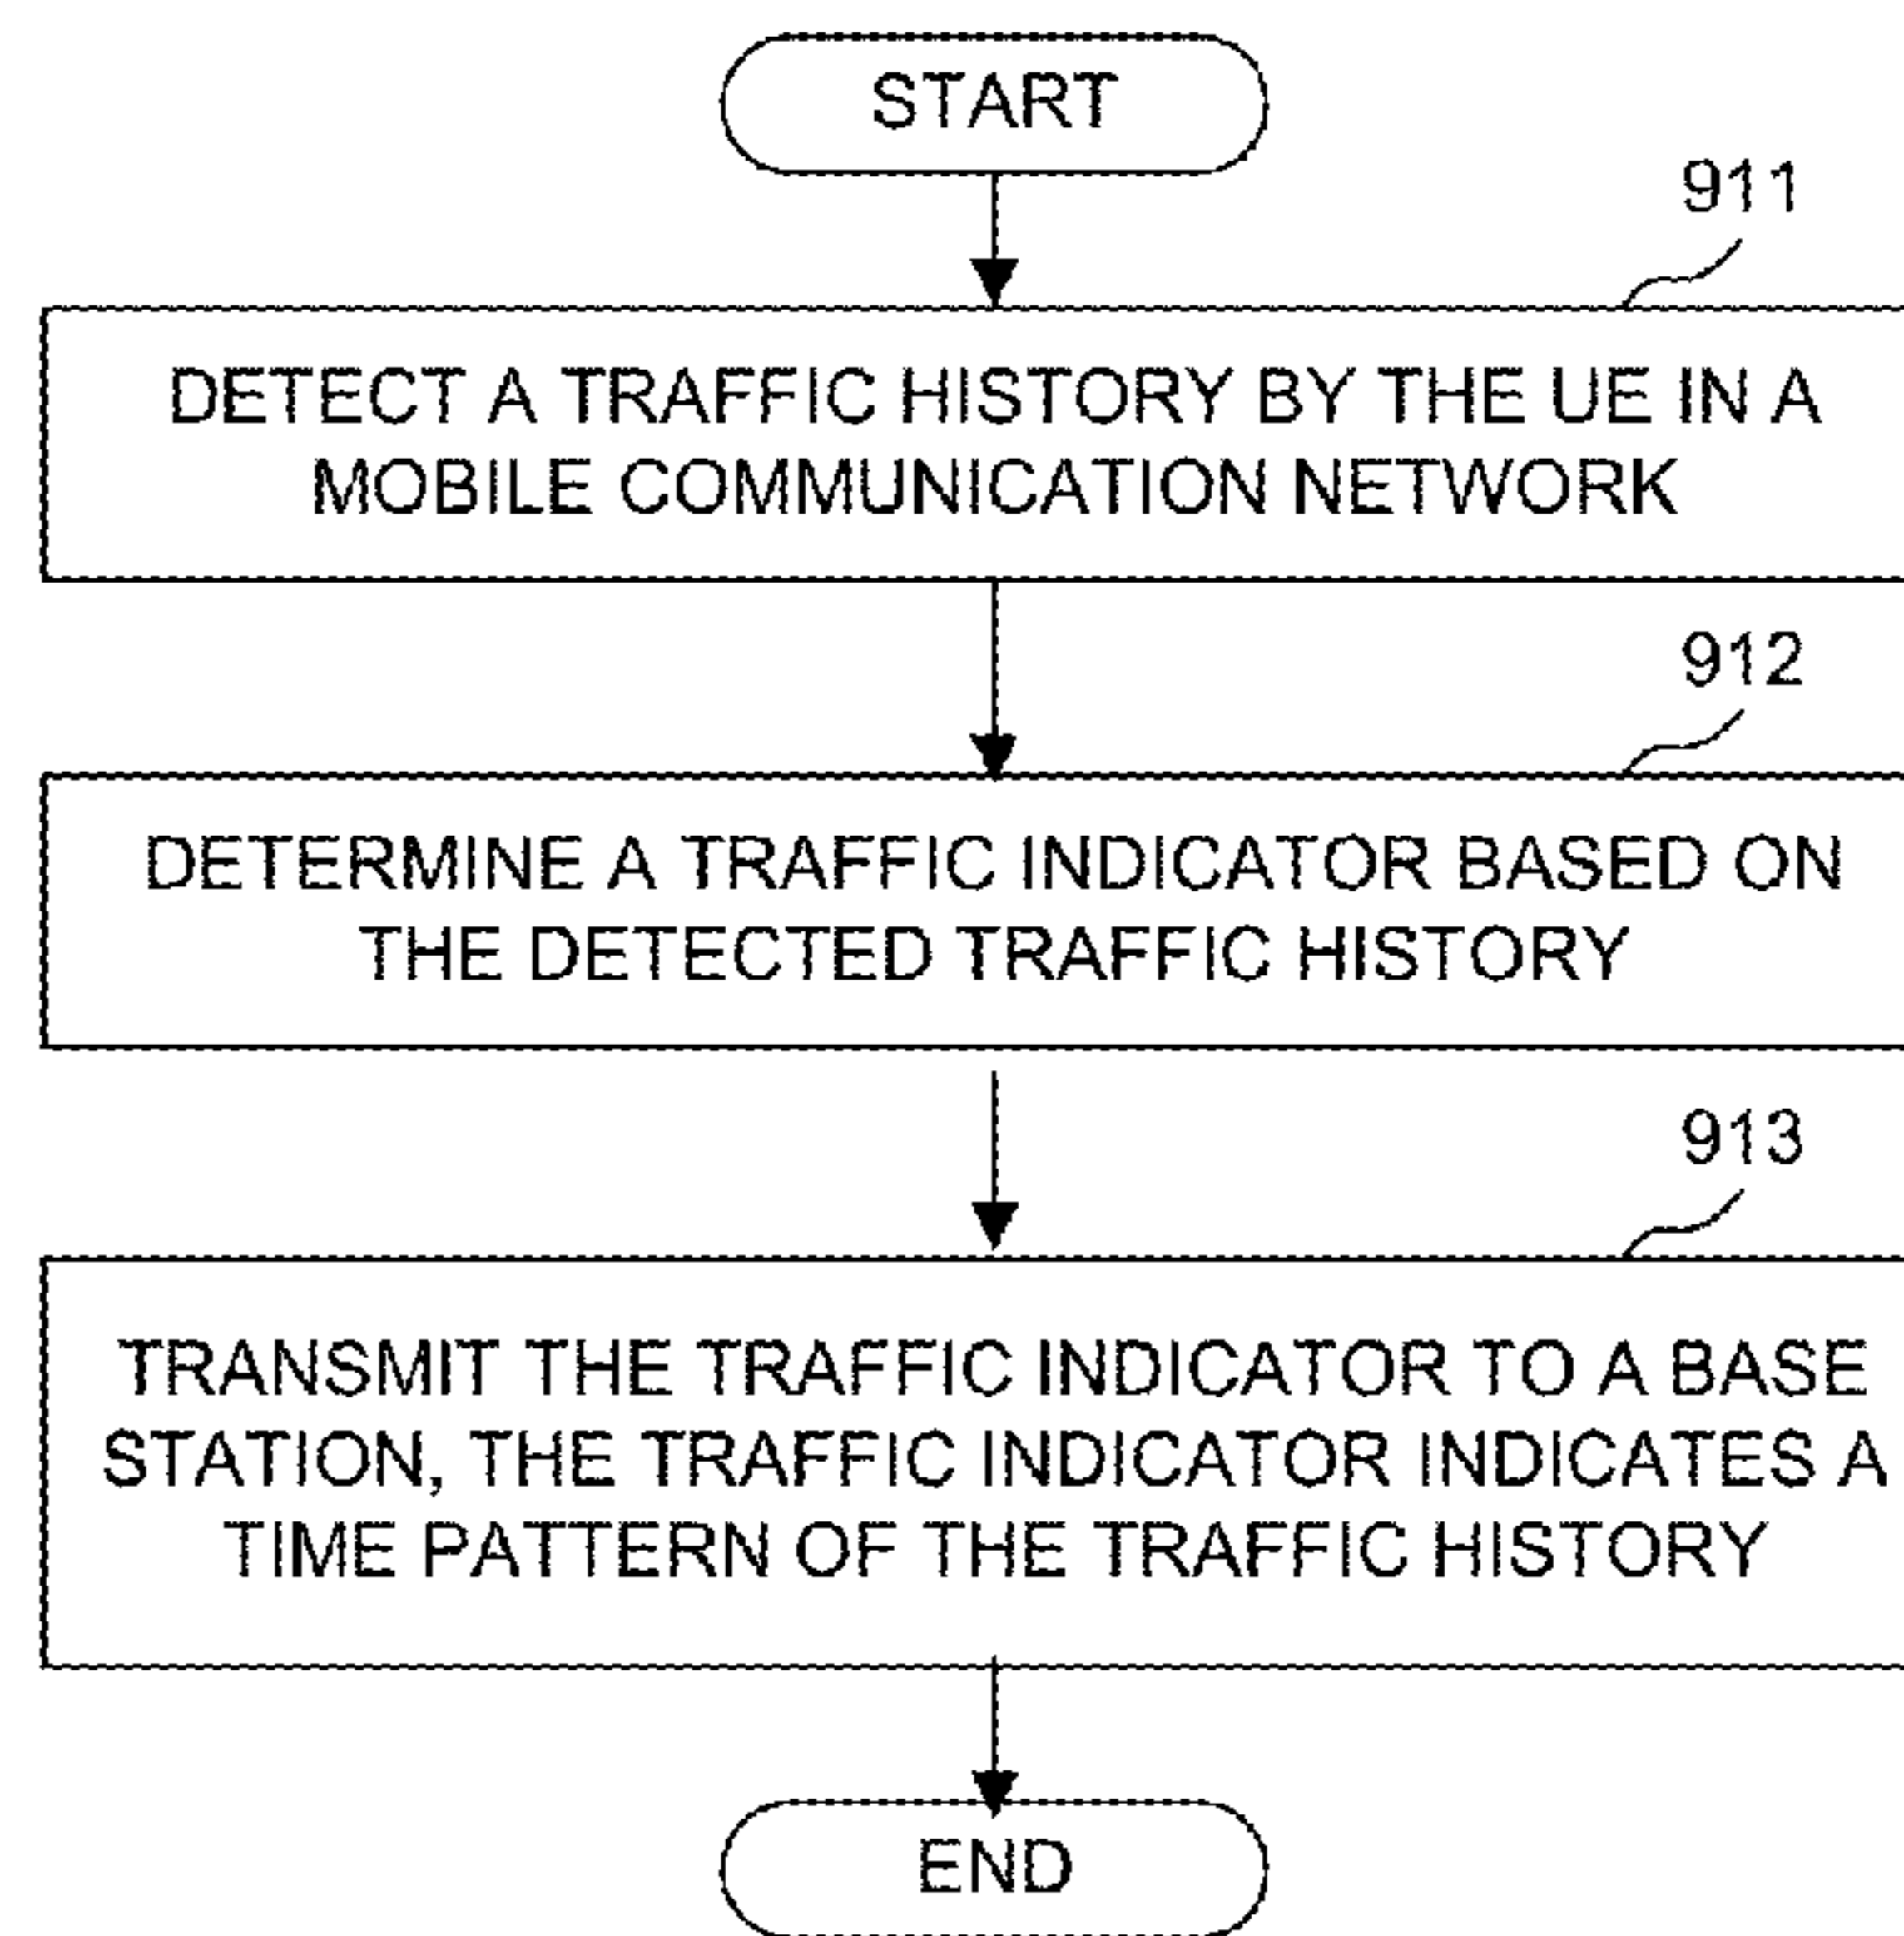 START
911
DETECT A TRAFFIC HISTORY BY THE UE IN A
MOBILE COMMUNICATION NETWORK
912
DETERMINE A TRAFFIC INDICATOR BASED ON
THE DETECTED TRAFFIC HISTORY
913
TRANSMIT THE TRAFFIC INDICATOR TO A BASE
STATION, THE TRAFFIC INDICATOR INDICATES A
TIME PATTERN OF THE TRAFFIC HISTORY
END